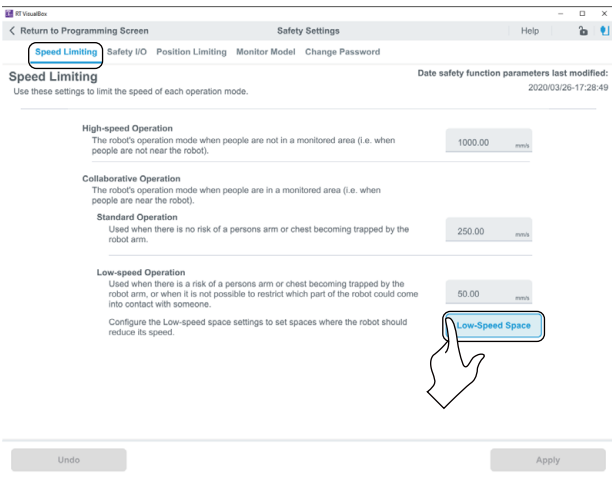 RT VisualBox
Return to Programming Screen Safety Settings Help
Speed Limiting Safety I/O Position Limiting Monitor Model Change Password
Speed Limiting
Date safety function parameters last modified:
Use these settings to limit the speed of each operation mode.
2020/03/26-17:28:49
High-speed Operation
The robot's operation mode when people are not in a monitored area (i.e. when
people are not near the robot).
1000.00 mm/s
Collaborative Operation
The robot's operation mode when people are in a monitored area (i.e. when
people are near the robot).
Standard Operation
Used when there is no risk of a persons arm or chest becoming trapped by the
robot arm.
250.00 mm/s
Low-speed Operation
Used when there is a risk of a persons arm or chest becoming trapped by the
robot arm, or when it is not possible to restrict which part of the robot could come
into contact with someone.
50.00 mm/s
Configure the Low-speed space settings to set spaces where the robot should
reduce its speed.
Low-Speed Space
Undo Apply